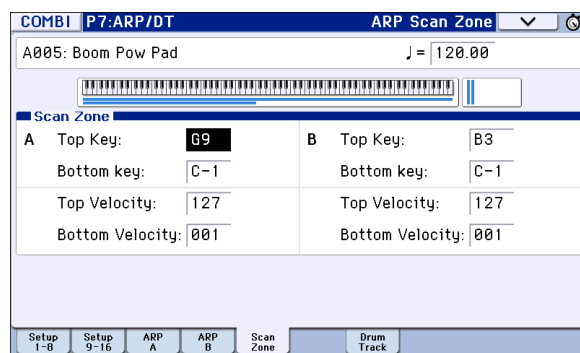 COMBI P7:ARP/DT ARP Scan Zone
A005: Boom Pow Pad ♩= 120.00
Scan Zone
A Top Key: G9 B Top Key: B3
Bottom key: C-1 Bottom Key: C-1
Top Velocity: 127 Top Velocity: 127
Bottom Velocity: 001 Bottom Velocity: 001
Setup 1-8 Setup 9-16 ARP A ARP B Scan Zone Drum Track